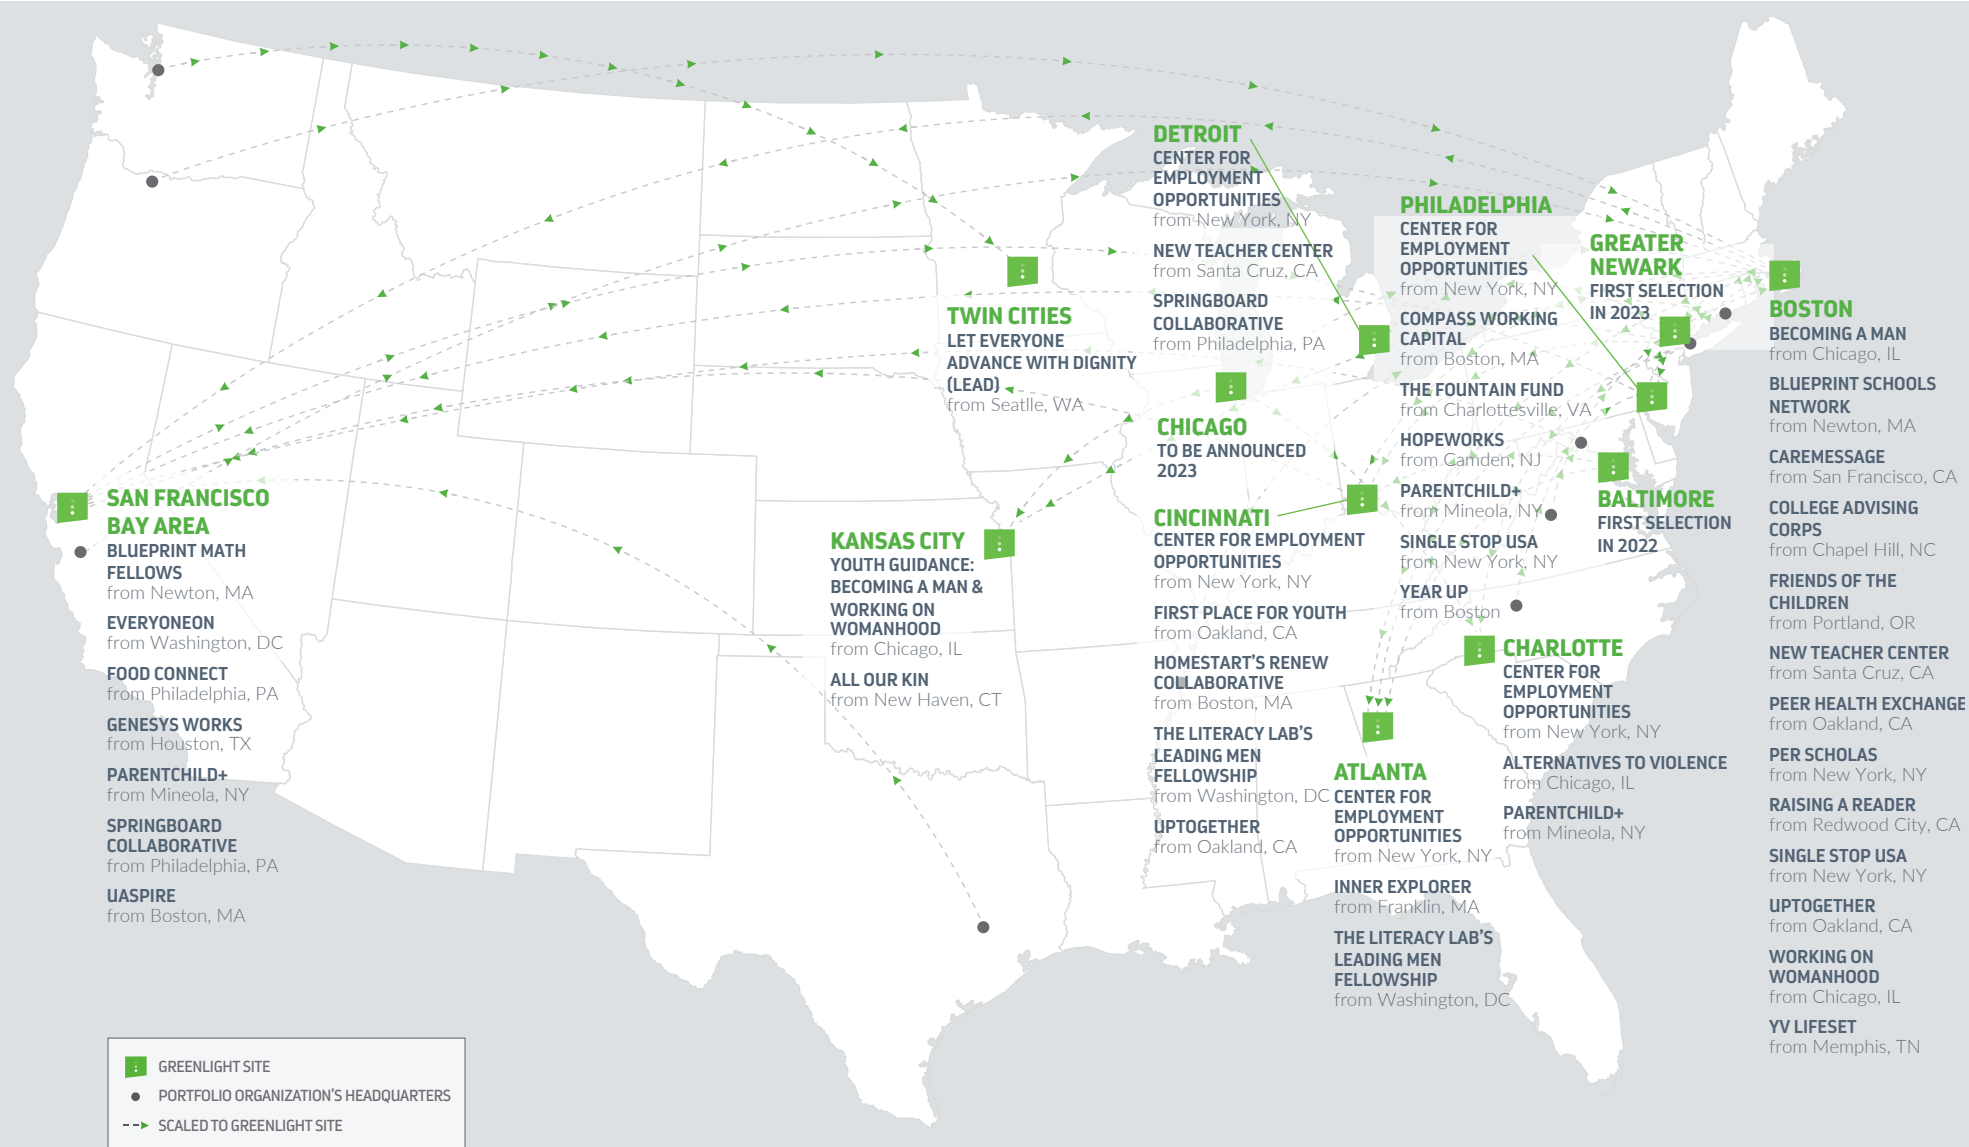 DETROIT
CENTER FOR
EMPLOYMENT
OPPORTUNITIES
from New York, NY
NEW TEACHER CENTER
from Santa Cruz, CA
SPRINGBOARD
COLLABORATIVE
from Philadelphia, PA
PHILADELPHIA
CENTER FOR
EMPLOYMENT
OPPORTUNITIES
from New York, NY
COMPASS WORKING
CAPITAL
from Boston, MA
THE FOUNTAIN FUND
from Charlottesville, VA
HOPEWORKS
from Camden, NJ
PARENTCHILD+
from Mineola, NY
SINGLE STOP USA
from New York, NY
YEAR UP
from Boston
GREATER
NEWARK
FIRST SELECTION
IN 2023
BOSTON
BECOMING A MAN
from Chicago, IL
BLUEPRINT SCHOOLS
NETWORK
from Newton, MA
CAREMESSAGE
from San Francisco, CA
COLLEGE ADVISING
CORPS
from Chapel Hill, NC
FRIENDS OF THE
CHILDREN
from Portland, OR
NEW TEACHER CENTER
from Santa Cruz, CA
PEER HEALTH EXCHANGE
from Oakland, CA
PER SCHOLAS
from New York, NY
RAISING A READER
from Redwood City, CA
SINGLE STOP USA
from New York, NY
UPTOGETHER
from Oakland, CA
WORKING ON
WOMANHOOD
from Chicago, IL
YV LIFESET
from Memphis, TN
TWIN CITIES
LET EVERYONE
ADVANCE WITH DIGNITY
(LEAD)
from Seatlle, WA
CHICAGO
TO BE ANNOUNCED
2023
BALTIMORE
FIRST SELECTION
IN 2022
SAN FRANCISCO
BAY AREA
BLUEPRINT MATH
FELLOWS
from Newton, MA
EVERYONEON
from Washington, DC
FOOD CONNECT
from Philadelphia, PA
GENESYS WORKS
from Houston, TX
PARENTCHILD+
from Mineola, NY
SPRINGBOARD
COLLABORATIVE
from Philadelphia, PA
UASPIRE
from Boston, MA
KANSAS CITY
YOUTH GUIDANCE:
BECOMING A MAN &
WORKING ON
WOMANHOOD
from Chicago, IL
ALL OUR KIN
from New Haven, CT
CINCINNATI
CENTER FOR EMPLOYMENT
OPPORTUNITIES
from New York, NY
FIRST PLACE FOR YOUTH
from Oakland, CA
HOMESTART'S RENEW
COLLABORATIVE
from Boston, MA
THE LITERACY LAB'S
LEADING MEN
FELLOWSHIP
from Washington, DC
UPTOGETHER
from Oakland, CA
CHARLOTTE
CENTER FOR
EMPLOYMENT
OPPORTUNITIES
from New York, NY
ALTERNATIVES TO VIOLENCE
from Chicago, IL
PARENTCHILD+
from Mineola, NY
ATLANTA
CENTER FOR
EMPLOYMENT
OPPORTUNITIES
from New York, NY
INNER EXPLORER
from Franklin, MA
THE LITERACY LAB'S
LEADING MEN
FELLOWSHIP
from Washington, DC
GREENLIGHT SITE
PORTFOLIO ORGANIZATION'S HEADQUARTERS
SCALED TO GREENLIGHT SITE